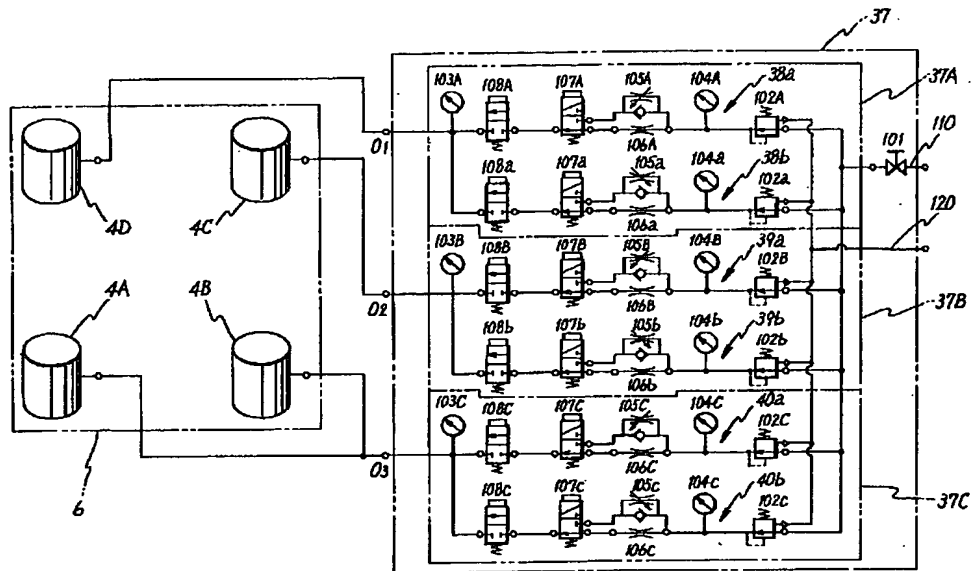 37
37A
103A 108A 107A 105A 104A 38a 102A
106A 101 110
O1
108a 107a 105a 104a 38b 102a
106a
120
4D 4C
103B 108B 107B 105B 104B 39a 102B
O2
106B
37B
4A 4B
108b 107b 105b 104b 39b 102b
106b
103C 108C 107C 105C 104C 40a 102C
O3
106C
6
108c 107c 105c 104c 40b 102c
37C
106c